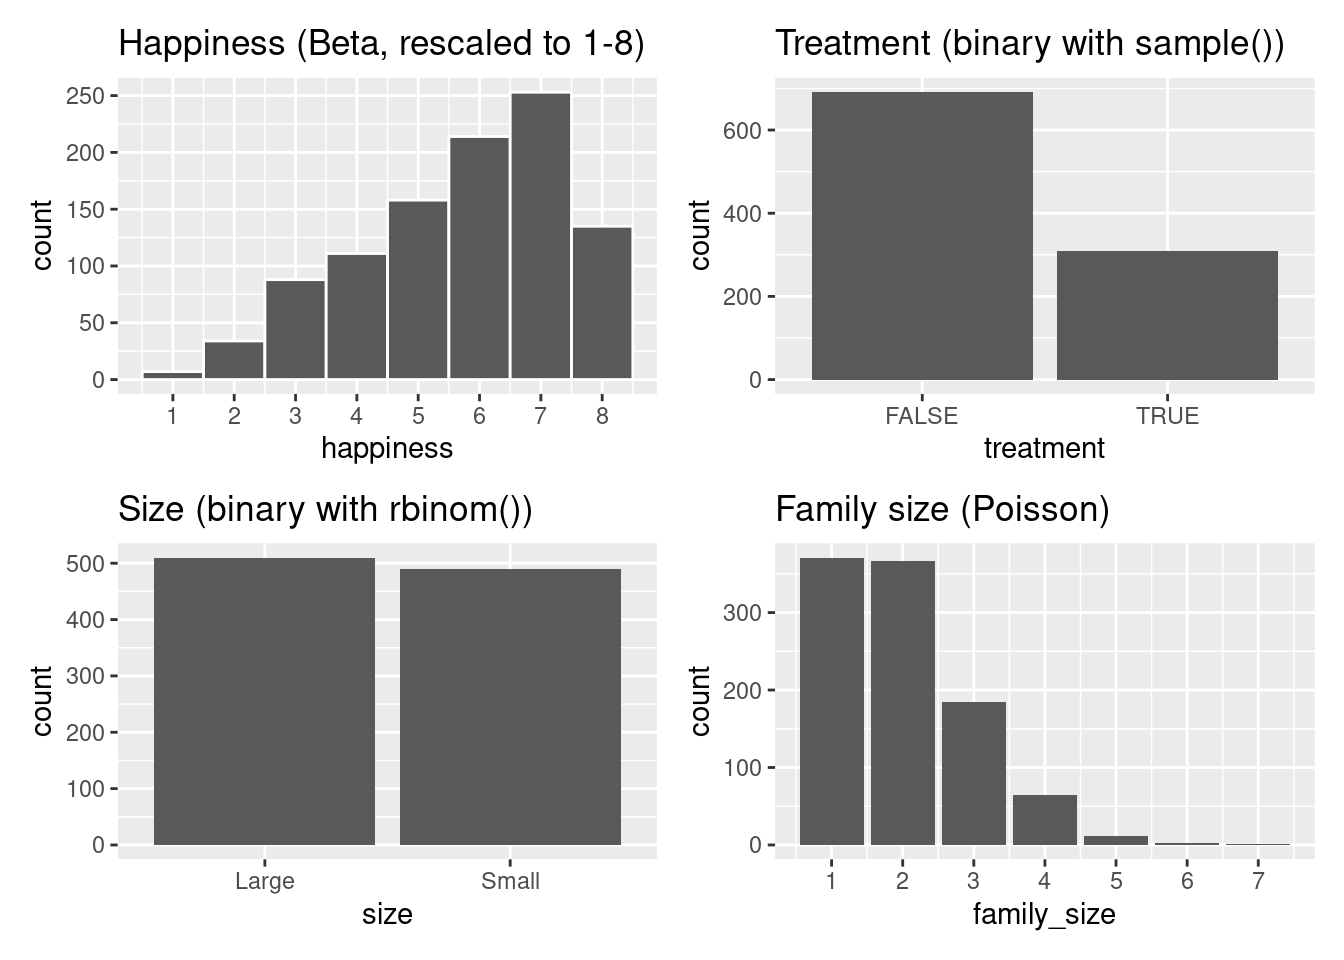 Happiness (Beta, rescaled to 1-8)
250
200
150
100
50
0
count
1 2 3 4 5 6 7 8
happiness
Treatment (binary with sample())
600
400
200
0
count
FALSE TRUE
treatment
Size (binary with rbinom())
500
400
300
200
100
0
count
Large Small
size
Family size (Poisson)
300
200
100
0
count
1 2 3 4 5 6 7
family_size